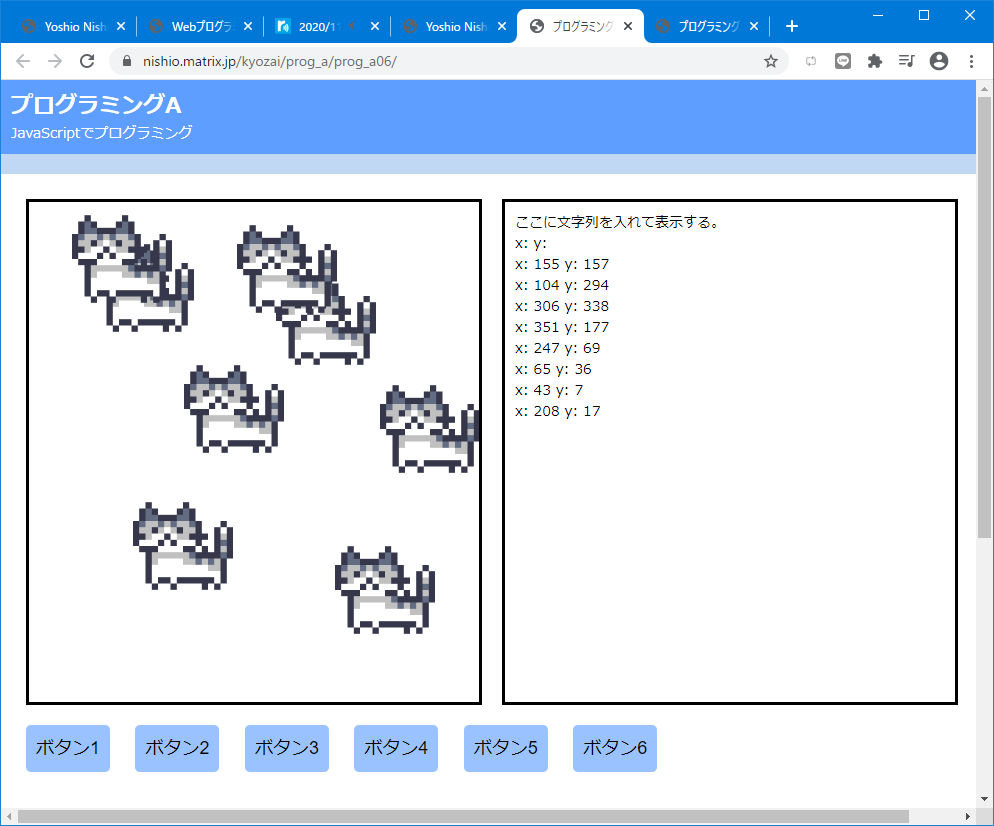 Yoshio Nish
Webプログラ
2020/1
Yoshio Nish
プログラミング
プログラミング
nishio.matrix.jp/kyozai/prog_a/prog_a06/
プログラミングA
JavaScriptでプログラミング
ここに文字列を入れて表示する。
x: y:
x: 155 y: 157
x: 104 y: 294
x: 306 y: 338
x: 351 y: 177
x: 247 y: 69
x: 65 y: 36
x: 43 y: 7
x: 208 y: 17
ボタン1
ボタン2
ボタン3
ボタン4
ボタン5
ボタン6